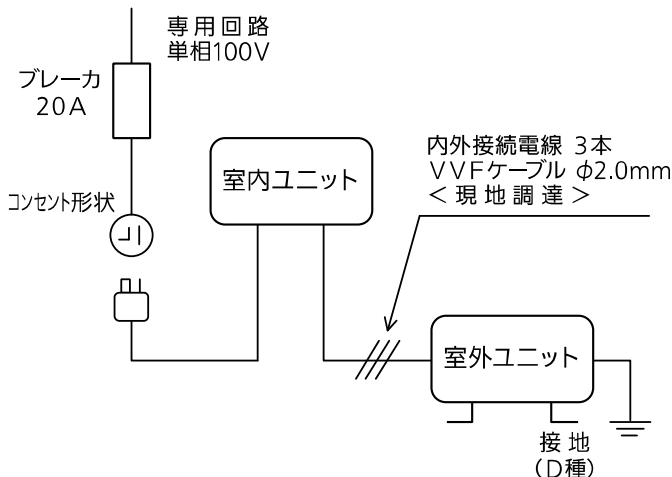 専用回路
単相100V
ブレーカ
20A
内外接続電線 3本
VVFケーブル φ2.0mm
<現地調達>
室内ユニット
コンセント形状
室外ユニット
接地
(D種)